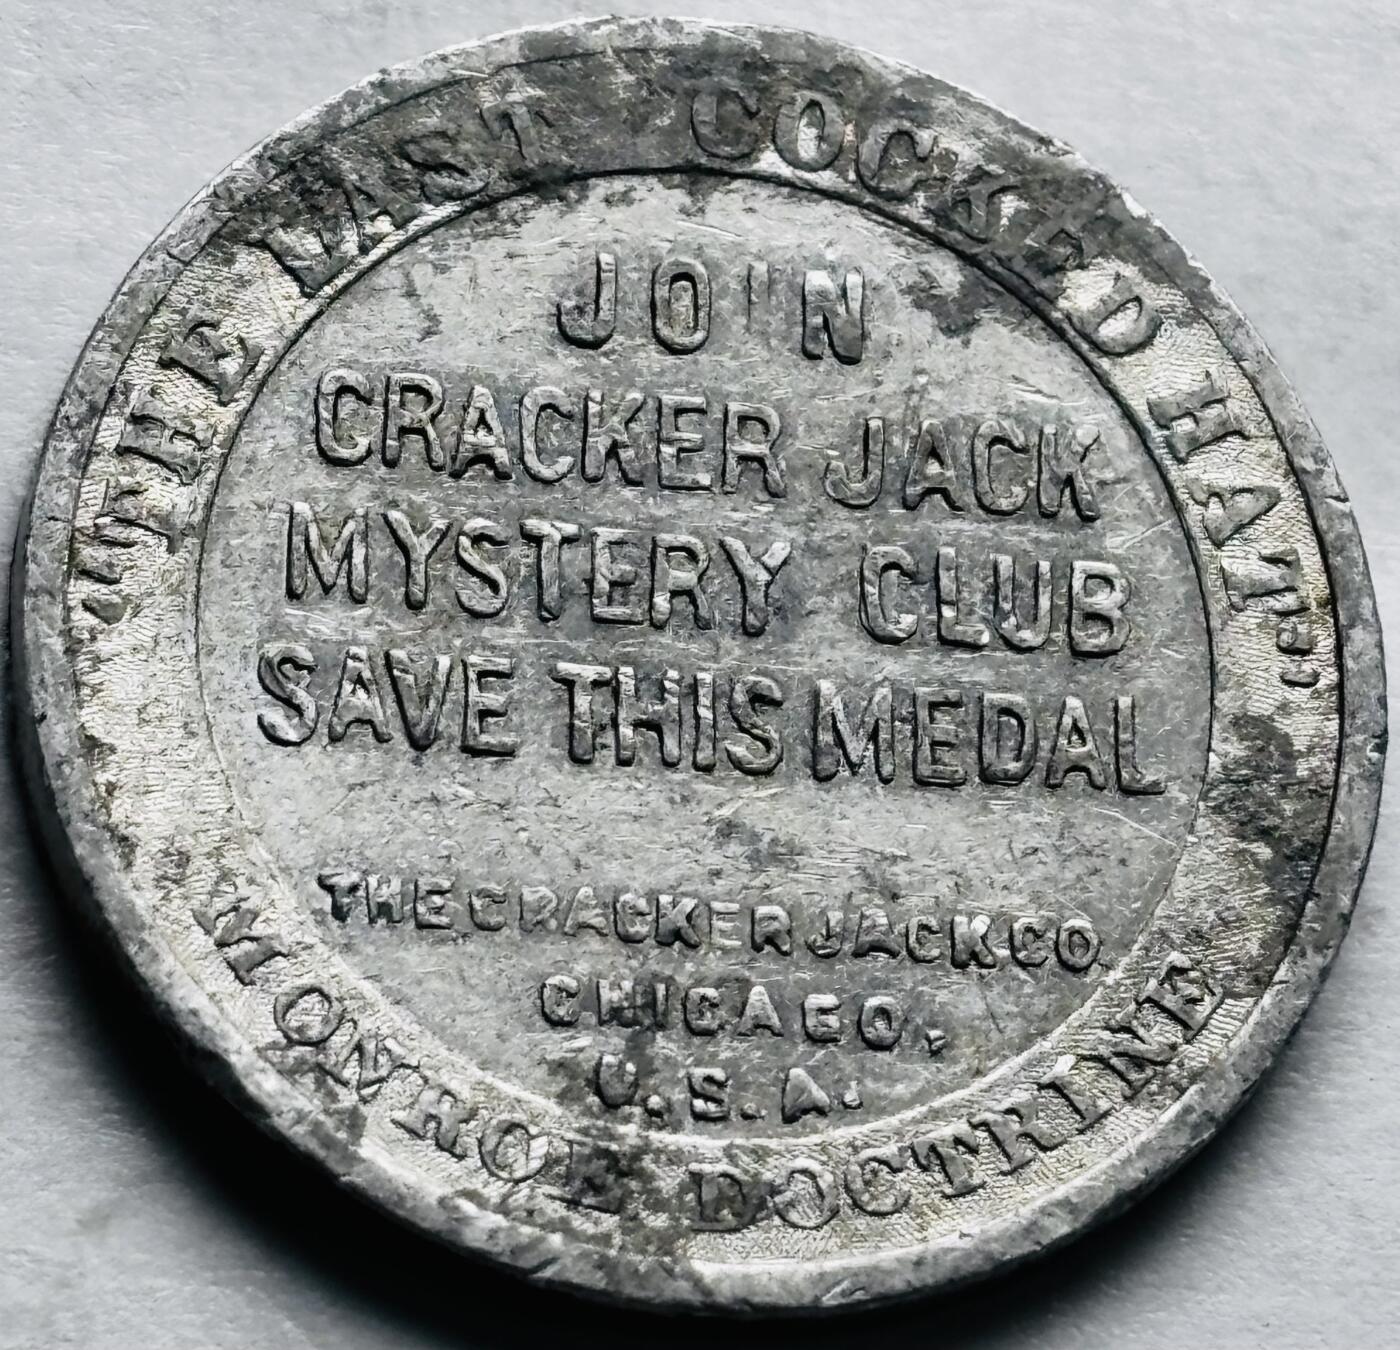 "THE LAST COCKED HAT"
JOIN
CRACKER JACK
MYSTERY CLUB
SAVE THIS MEDAL
THE CRACKER JACK CO.
CHICAGO,
U.S.A.
MONROE DOCTRINE